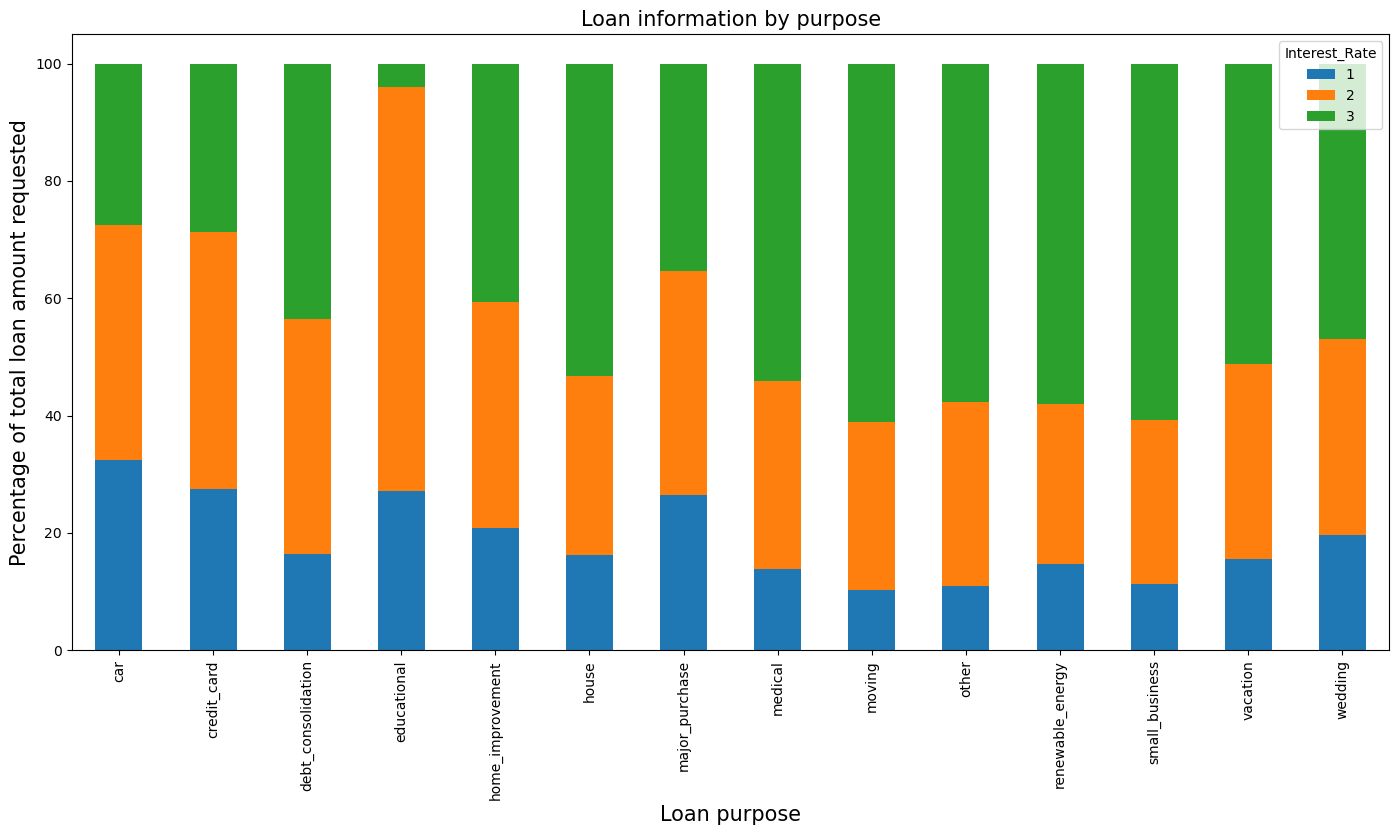 Loan information by purpose
Interest_Rate
1
2
3
Percentage of total loan amount requested
100
80
60
40
20
0
car
credit_card
debt_consolidation
educational
home_improvement
house
major_purchase
medical
moving
other
renewable_energy
small_business
vacation
wedding
Loan purpose